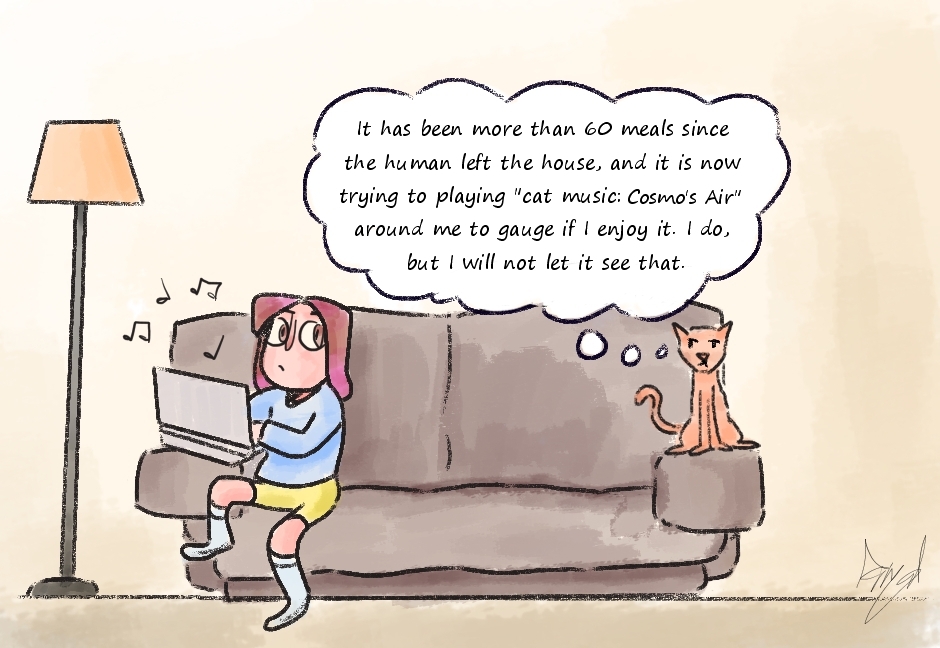 It has been more than 60 meals since
the human left the house, and it is now
trying to playing "cat music: Cosmo's Air"
around me to gauge if I enjoy it. I do,
but I will not let it see that.